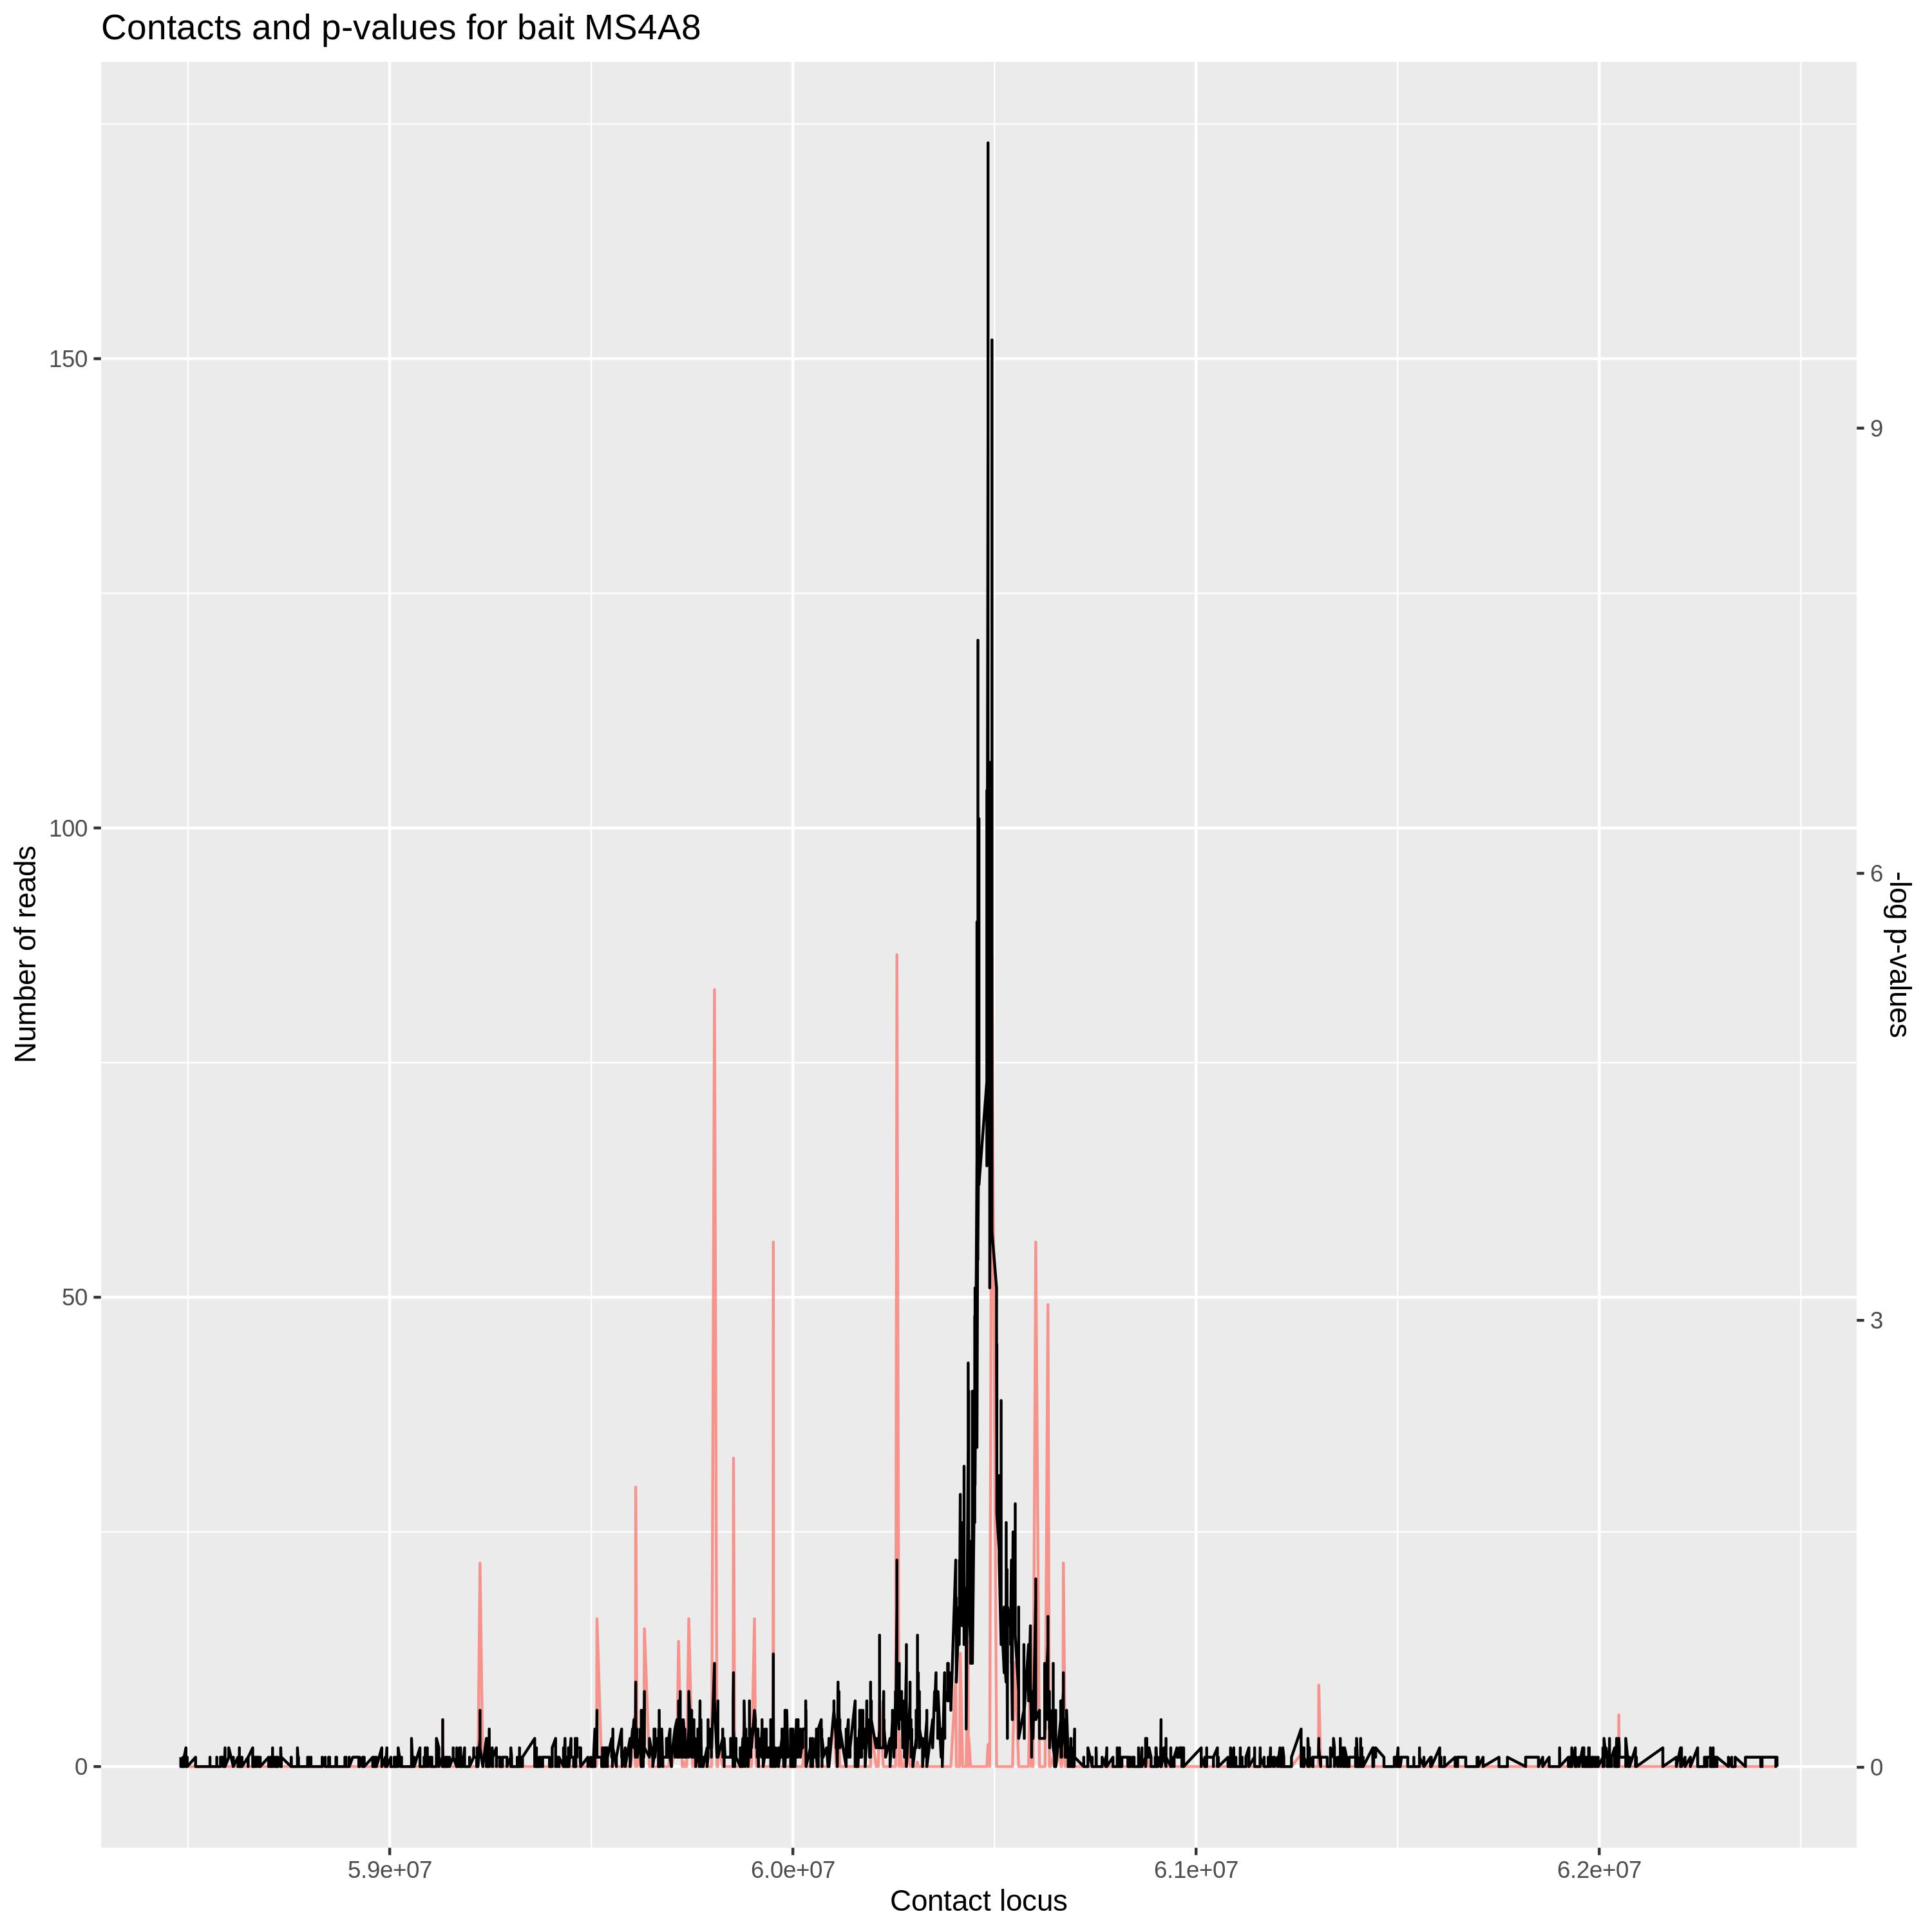 Contacts and p-values for bait MS4A8
150
100
50
0
Number of reads
9
6
3
0
-log p-values
5.9e+07
6.0e+07
6.1e+07
6.2e+07
Contact locus